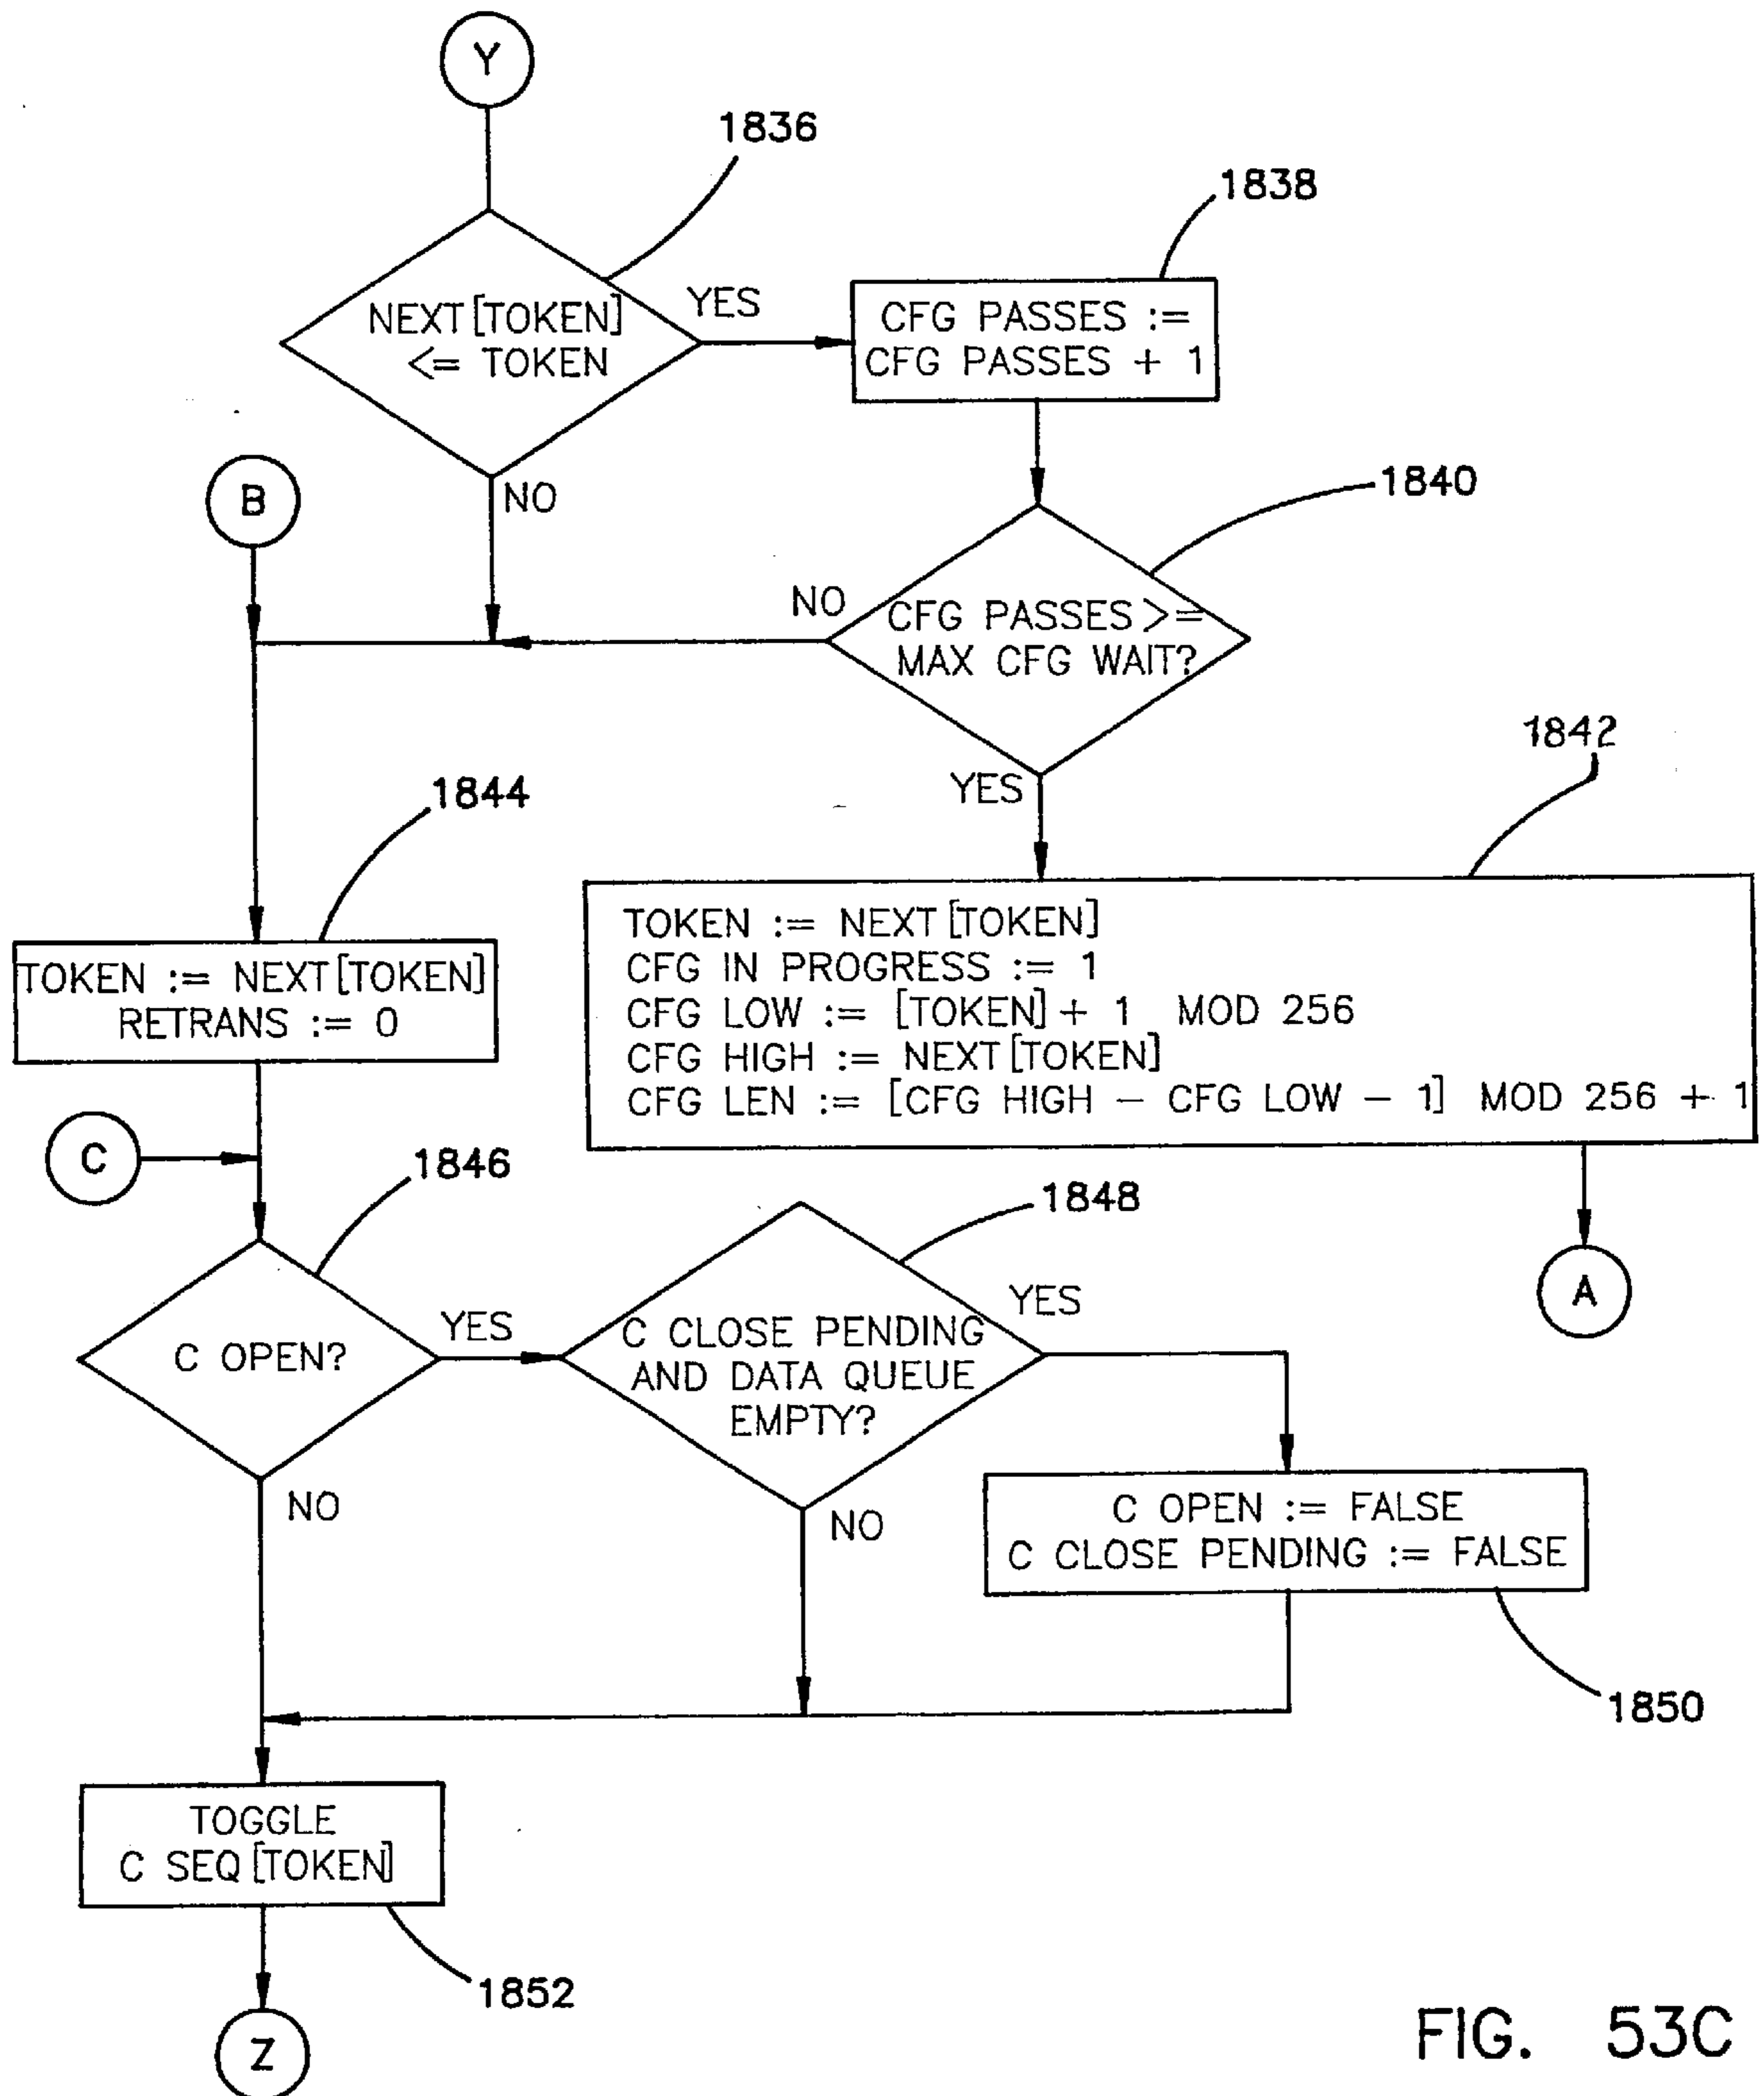 Y
1836
1838
NEXT[TOKEN]
<= TOKEN
YES
CFG PASSES :=
CFG PASSES + 1
NO
B
1840
NO
CFG PASSES >=
MAX CFG WAIT?
YES
1842
1844
TOKEN := NEXT[TOKEN]
CFG IN PROGRESS := 1
CFG LOW := [TOKEN] + 1 MOD 256
CFG HIGH := NEXT[TOKEN]
CFG LEN := [CFG HIGH – CFG LOW – 1] MOD 256 + 1
TOKEN := NEXT[TOKEN]
RETRANS := 0
C
1846
1848
A
C OPEN?
YES
C CLOSE PENDING
AND DATA QUEUE
EMPTY?
YES
NO
NO
C OPEN := FALSE
C CLOSE PENDING := FALSE
1850
TOGGLE
C SEQ[TOKEN]
1852
Z
FIG. 53C